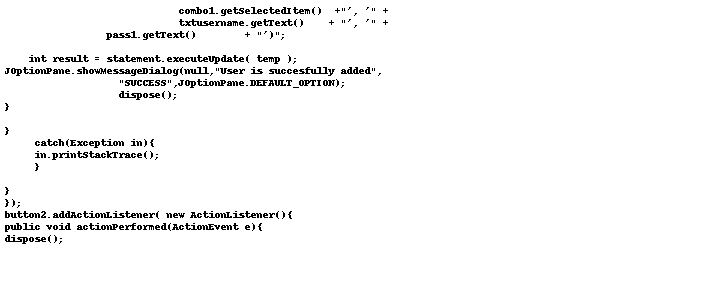 combo1.getSelectedItem()  +"', '" +
txtusername.getText()    + "', '" +
pass1.getText()        + "')";
int result = statement.executeUpdate( temp );
JOptionPane.showMessageDialog(null,"User is succesfully added",
"SUCCESS",JOptionPane.DEFAULT_OPTION);
dispose();
}
}
catch(Exception in){
in.printStackTrace();
}
}
});
button2.addActionListener( new ActionListener(){
public void actionPerformed(ActionEvent e){
dispose();